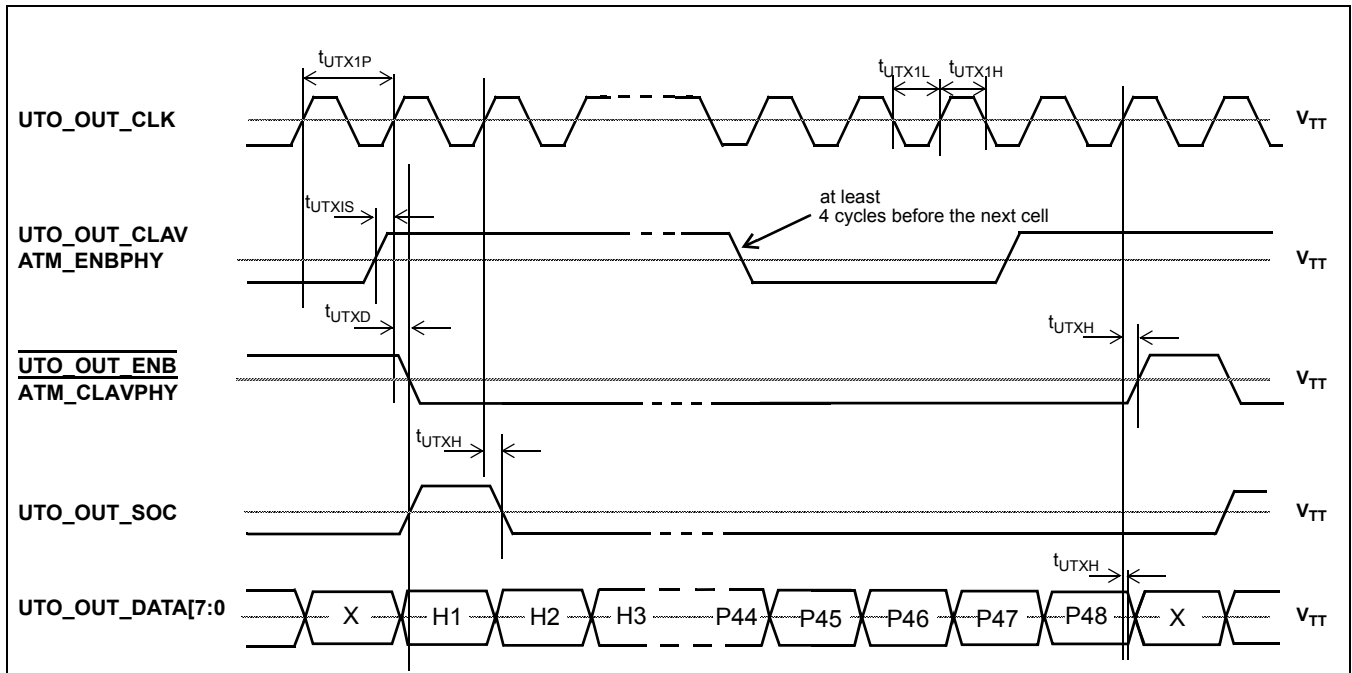 tUTX1P
tUTX1L
tUTX1H
UTO_OUT_CLK
VTT
at least
4 cycles before the next cell
tUTXIS
UTO_OUT_CLAV
ATM_ENBPHY
VTT
tUTXD
tUTXH
UTO_OUT_ENB
ATM_CLAVPHY
VTT
tUTXH
UTO_OUT_SOC
VTT
tUTXH
UTO_OUT_DATA[7:0
X H1 H2 H3 P44 P45 P46 P47 P48 X
VTT